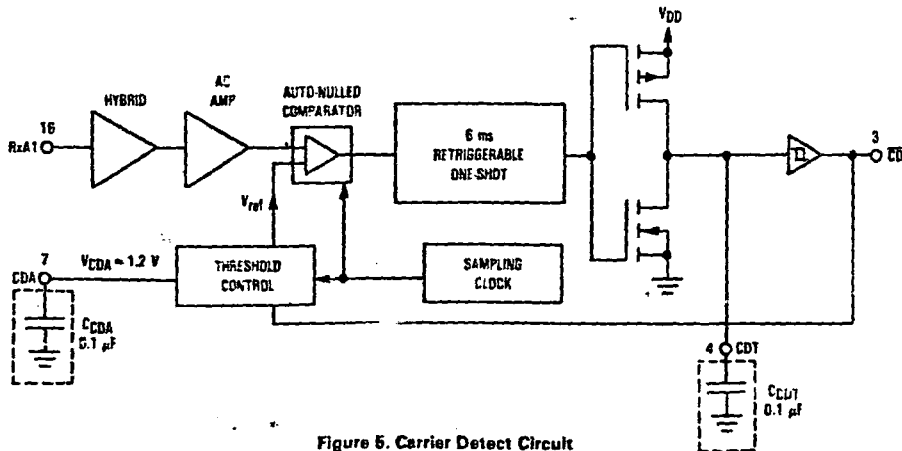 VDD
HYBRID
AC
AMP
AUTO-NULLED
COMPARATOR
16
RxA1
6 ms
RETRIGGERABLE
ONE-SHOT
3
CD
Vref
7
CDA
VCDA = 1.2 V
THRESHOLD
CONTROL
SAMPLING
CLOCK
CCDA
0.1 µF
4 CDT
CCDT
0.1 µF
Figure 5. Carrier Detect Circuit